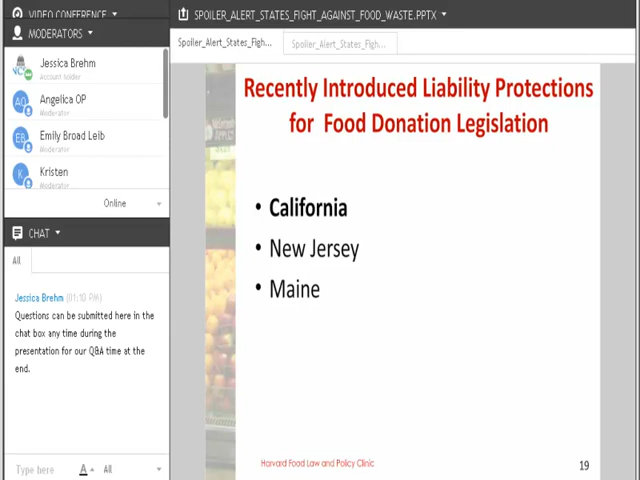 VIDEO CONFERENCE
MODERATORS
Jessica Brehm
Account Holder
AO
Angelica OP
Moderator
EB
Emily Broad Leib
Moderator
K
Kristen
Moderator
Online
CHAT
All
Jessica Brehm (01:10 PM)
Questions can be submitted here in the
chat box any time during the
presentation for our Q&A time at the
end.
Type here
A
All
SPOILER_ALERT_STATES_FIGHT_AGAINST_FOOD_WASTE.PPTX
Spoiler_Alert_States_Figh...
Spoiler_Alert_States_Figh...
Recently Introduced Liability Protections
for Food Donation Legislation
• California
• New Jersey
• Maine
Harvard Food Law and Policy Clinic
19